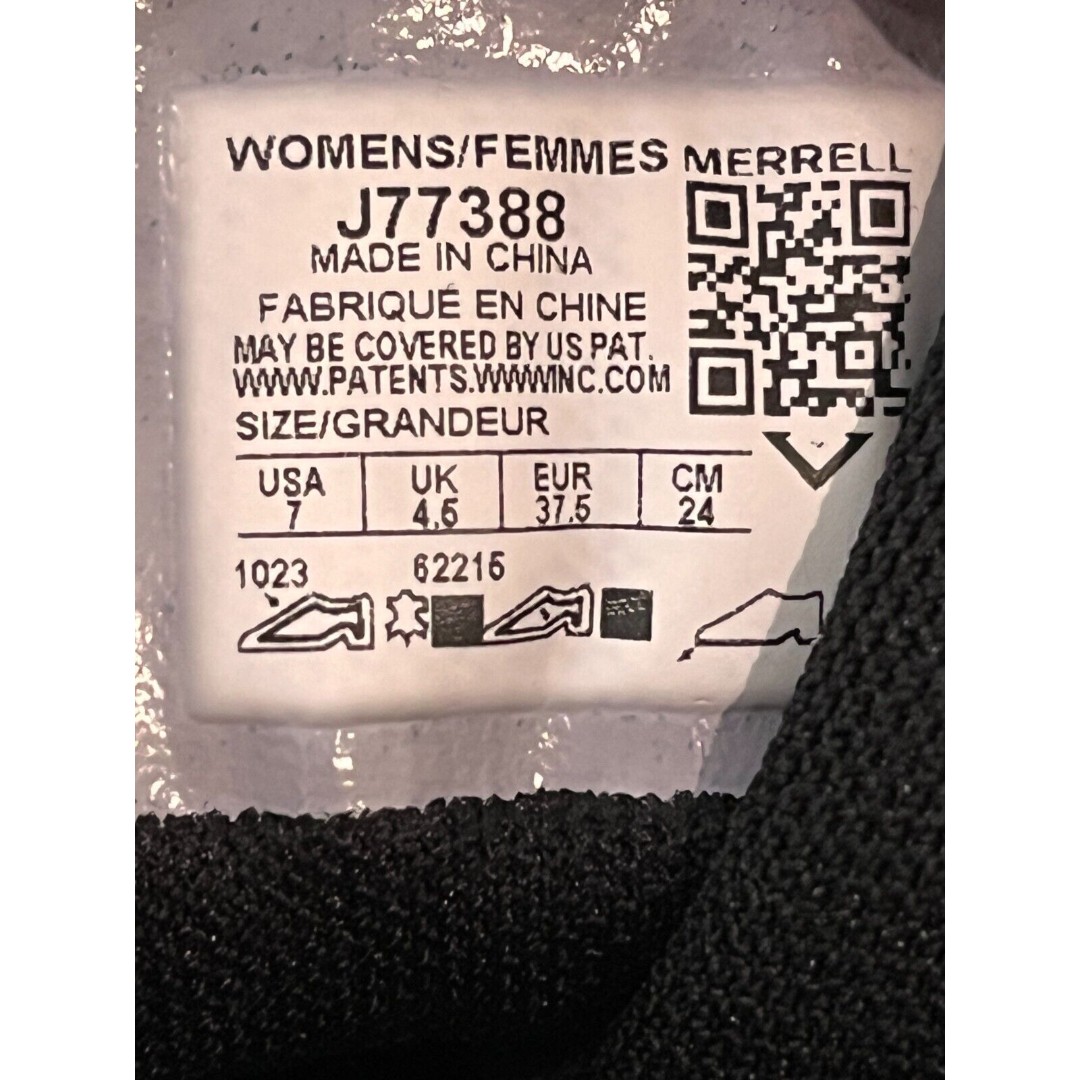 WOMENS/FEMMES MERRELL
J77388
MADE IN CHINA
FABRIQUÉ EN CHINE
MAY BE COVERED BY US PAT.
WWW.PATENTS.WWWINC.COM
SIZE/GRANDEUR
USA UK EUR CM
7 4.5 37.5 24
1023 62215